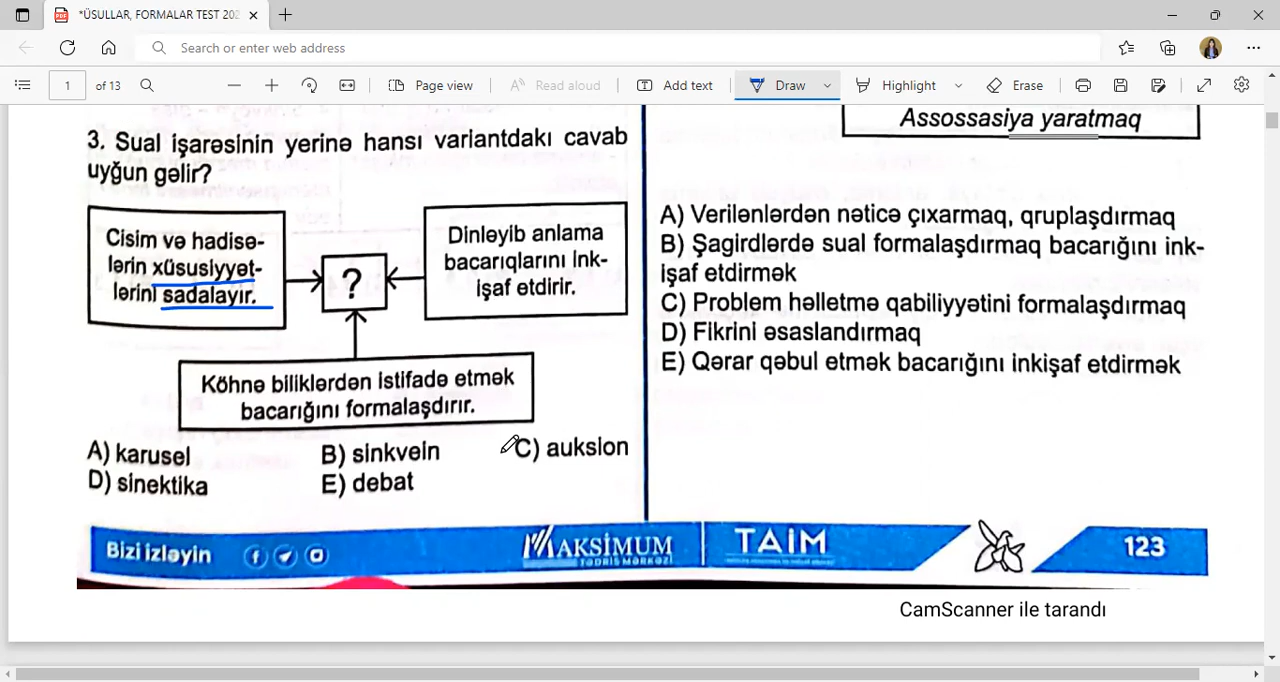 *ÜSULLAR, FORMALAR TEST 202
Search or enter web address
1 of 13
Page view
Read aloud
Add text
Draw
Highlight
Erase
3. Sual işarəsinin yerinə hansı variantdakı cavab
uyğun gəlir?
Cisim və hadisə-
lərin xüsusiyyət-
lərini sadalayır.
?
Dinləyib anlama
bacarıqlarını ink-
işaf etdirir.
Köhnə biliklərdən istifadə etmək
bacarığını formalaşdırır.
A) karusel
B) sinkvein
C) auksion
D) sinektika
E) debat
Assossasiya yaratmaq
A) Verilənlərdən nəticə çıxarmaq, qruplaşdırmaq
B) Şagirdlərdə sual formalaşdırmaq bacarığını ink-
işaf etdirmək
C) Problem həlletmə qabiliyyətini formalaşdırmaq
D) Fikrini əsaslandırmaq
E) Qərar qəbul etmək bacarığını inkişaf etdirmək
Bizi izləyin
MAKSİMUM
TƏDRİS MƏRKƏZİ
TAİM
123
CamScanner ile tarandı